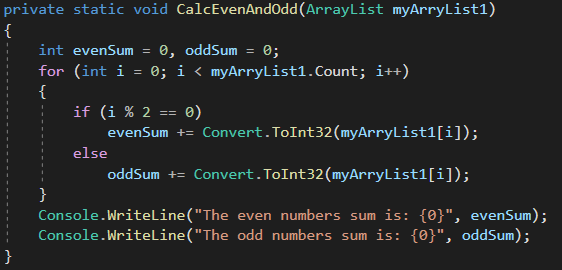 private static void CalcEvenAndOdd(ArrayList myArryList1)
{
    int evenSum = 0, oddSum = 0;
    for (int i = 0; i < myArryList1.Count; i++)
    {
        if (i % 2 == 0)
            evenSum += Convert.ToInt32(myArryList1[i]);
        else
            oddSum += Convert.ToInt32(myArryList1[i]);
    }
    Console.WriteLine("The even numbers sum is: {0}", evenSum);
    Console.WriteLine("The odd numbers sum is: {0}", oddSum);
}